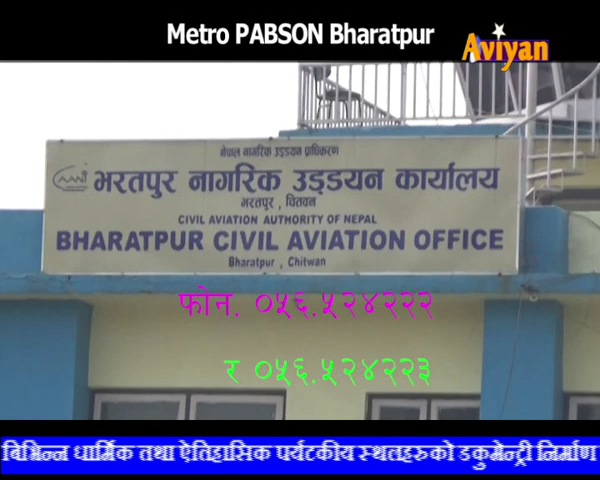 Metro PABSON Bharatpur
Aviyan
नेपाल नागरिक उड्डयन प्राधिकरण
CAAN
भरतपुर नागरिक उड्डयन कार्यालय
भरतपुर , चितवन
CIVIL AVIATION AUTHORITY OF NEPAL
BHARATPUR CIVIL AVIATION OFFICE
Bharatpur , Chitwan
फोन. ०५६.५२४२२२
र ०५६.५२४२२३
बिभिन्न धार्मिक तथा ऐतिहासिक पर्यटकीय स्थलहरुको डकुमेन्ट्री निर्माण